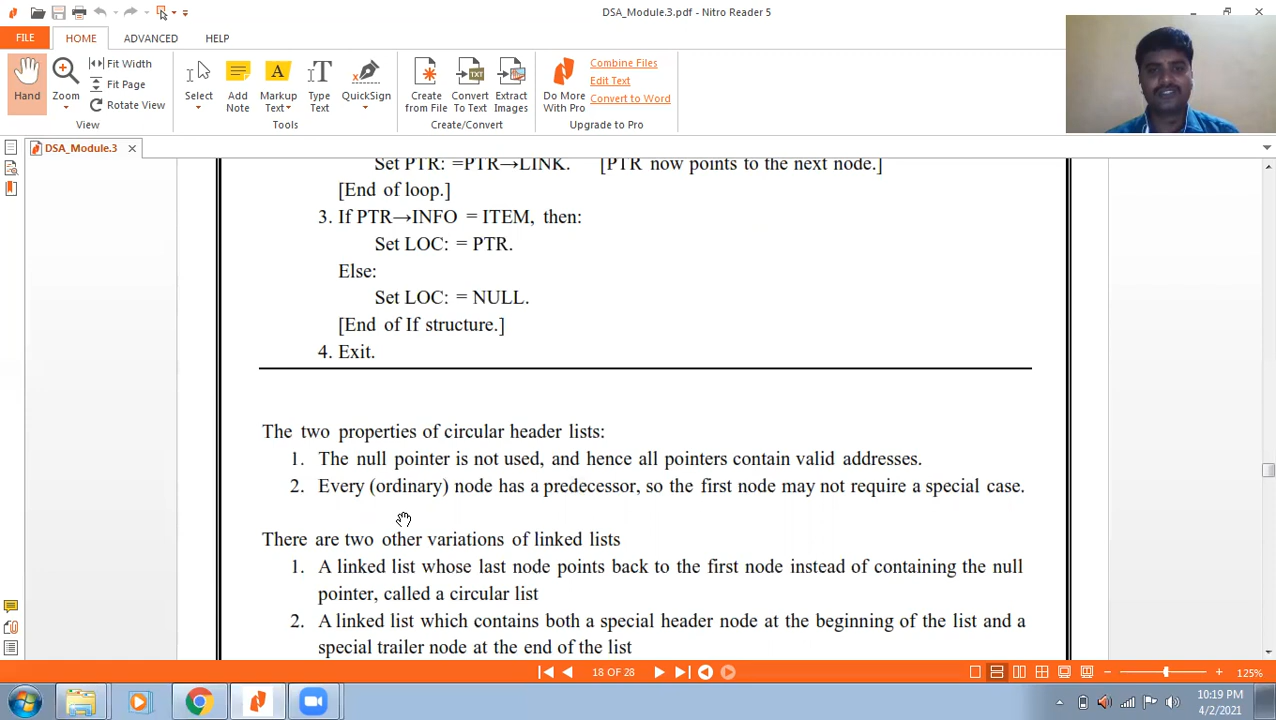 DSA_Module.3.pdf - Nitro Reader 5
FILE
HOME
ADVANCED
HELP
Hand
Zoom
Fit Width
Fit Page
Rotate View
View
Select
Add Note
Markup Text
Type Text
QuickSign
Tools
Create from File
Convert To Text
Extract Images
Create/Convert
Do More With Pro
Combine Files
Edit Text
Convert to Word
Upgrade to Pro
DSA_Module.3
Set PTR: =PTR→LINK. [PTR now points to the next node.]
[End of loop.]
3. If PTR→INFO = ITEM, then:
Set LOC: = PTR.
Else:
Set LOC: = NULL.
[End of If structure.]
4. Exit.
The two properties of circular header lists:
1. The null pointer is not used, and hence all pointers contain valid addresses.
2. Every (ordinary) node has a predecessor, so the first node may not require a special case.
There are two other variations of linked lists
1. A linked list whose last node points back to the first node instead of containing the null
pointer, called a circular list
2. A linked list which contains both a special header node at the beginning of the list and a
special trailer node at the end of the list
18 OF 28
125%
10:19 PM
4/2/2021